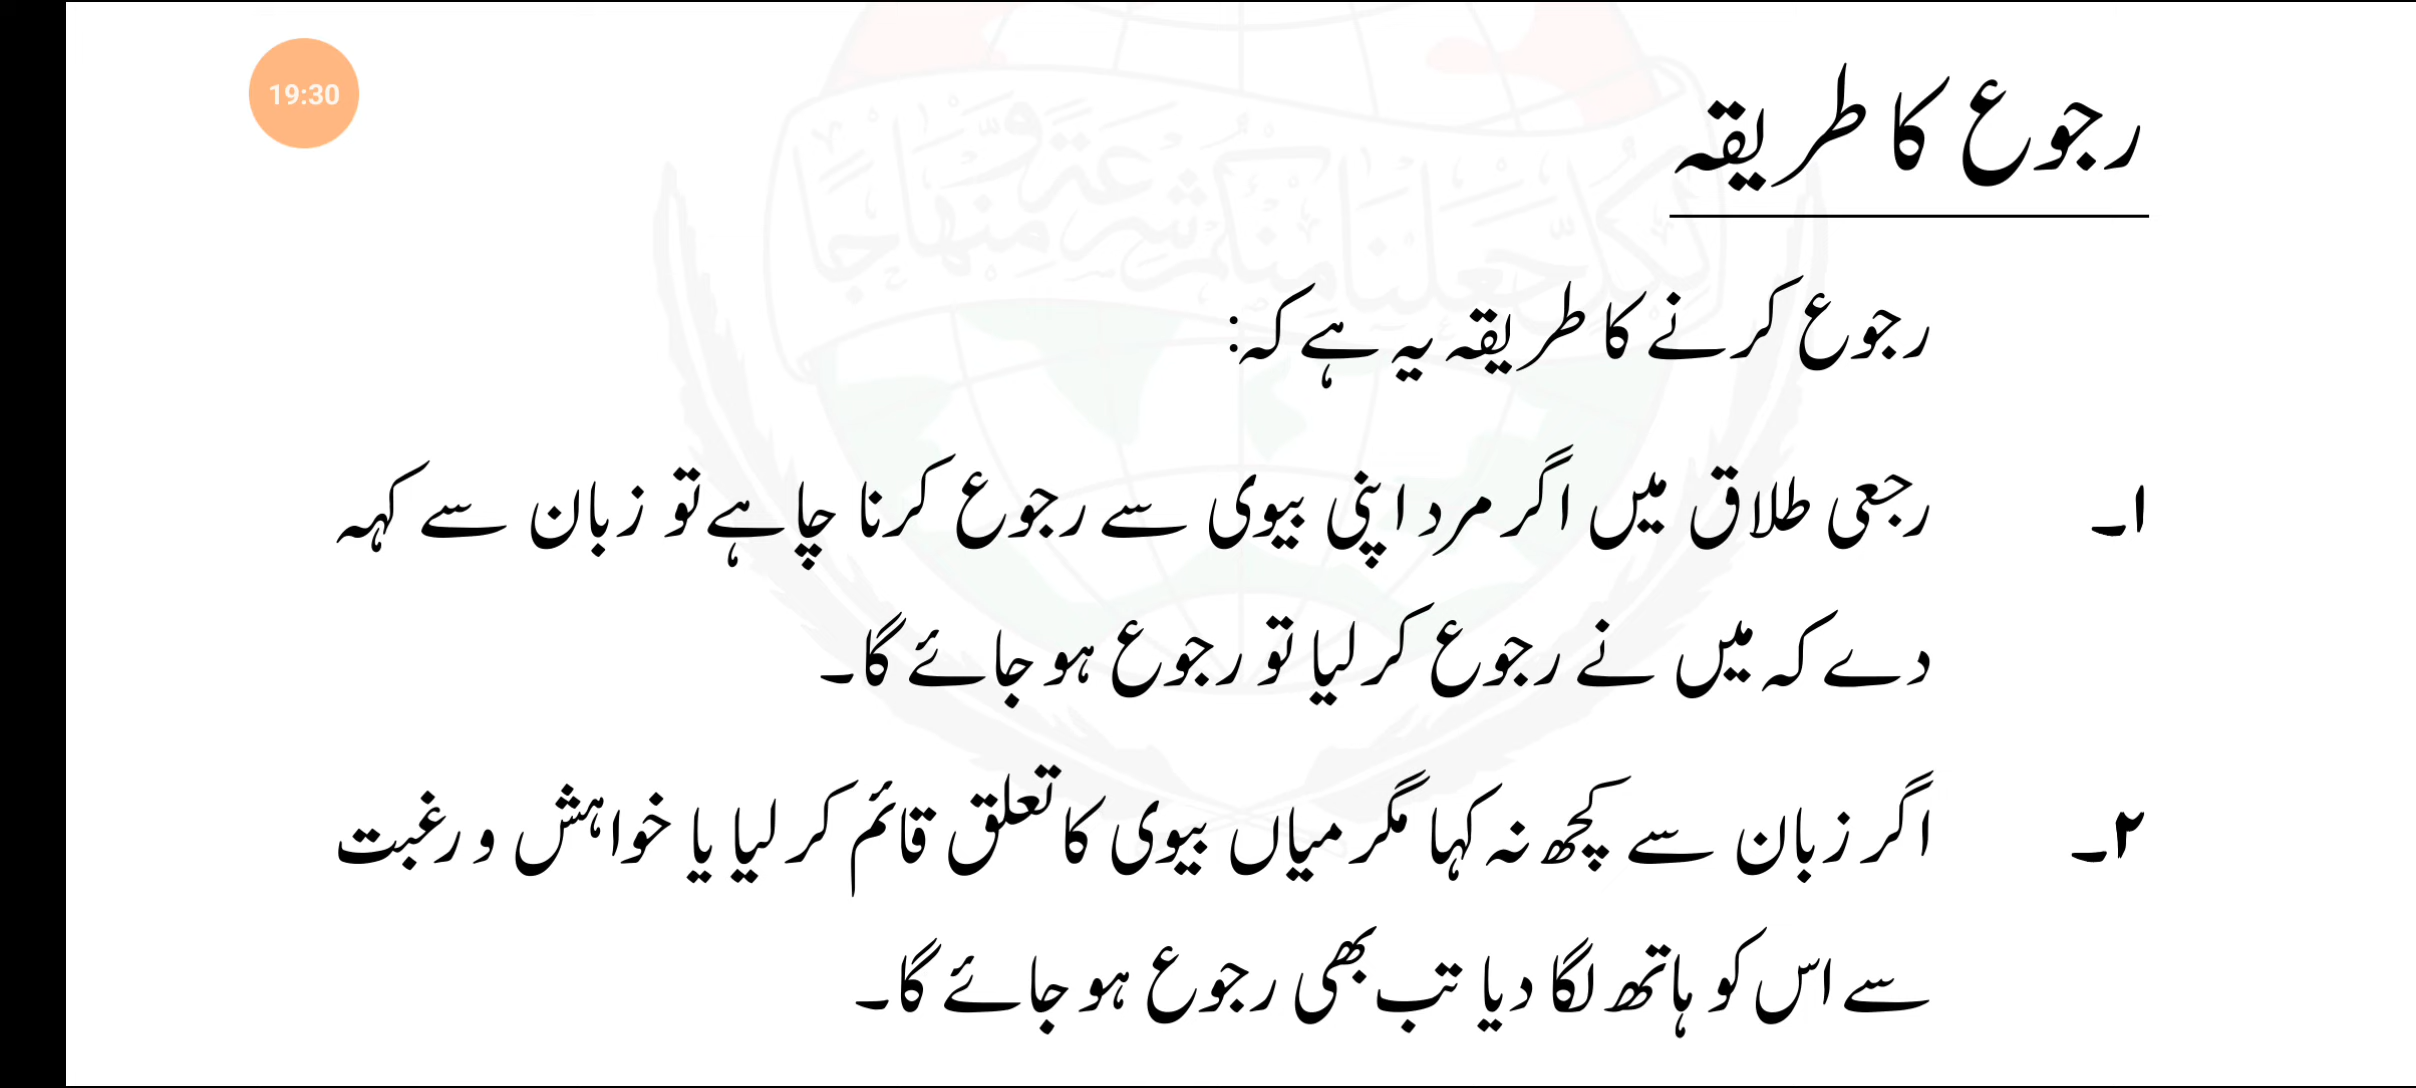 19:30
رجوع کا طریقہ
رجوع کرنے کا طریقہ یہ ہے کہ:
۱۔ رجعی طلاق میں اگر مرد اپنی بیوی سے رجوع کرنا چاہے تو زبان سے کہہ
دے کہ میں نے رجوع کر لیا تو رجوع ہو جائے گا۔
۲۔ اگر زبان سے کچھ نہ کہا مگر میاں بیوی کا تعلق قائم کر لیا یا خواہش و رغبت
سے اس کو ہاتھ لگا دیا تب بھی رجوع ہو جائے گا۔
لِكُلٍّ جَعَلْنَا مِنْكُمْ شِرْعَةً وَّمِنْهَاجًا